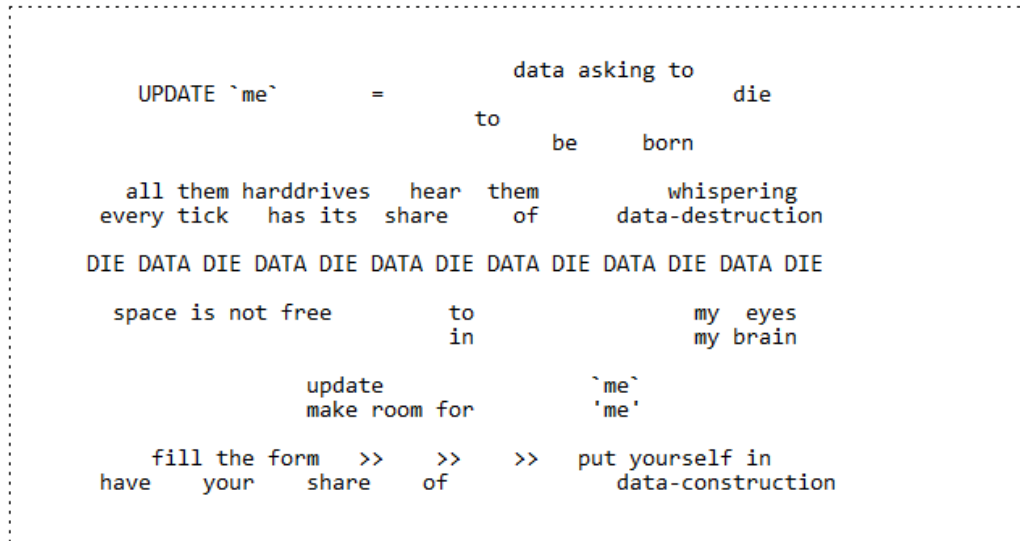 data asking to
UPDATE `me` = die
to
be born
all them harddrives hear them whispering
every tick has its share of data-destruction
DIE DATA DIE DATA DIE DATA DIE DATA DIE DATA DIE DATA DIE
space is not free to my eyes
in my brain
update `me`
make room for 'me'
fill the form >> >> >> put yourself in
have your share of data-construction